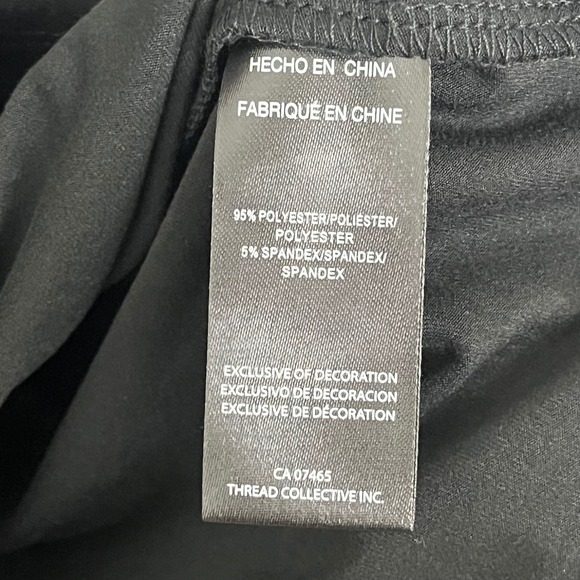 HECHO EN CHINA
FABRIQUÉ EN CHINE
95% POLYESTER/POLIESTER/
POLYESTER
5% SPANDEX/SPANDEX/
SPANDEX
EXCLUSIVE OF DECORATION
EXCLUSIVO DE DECORACION
EXCLUSIVE DE DÉCORATION
CA 07465
THREAD COLLECTIVE INC.